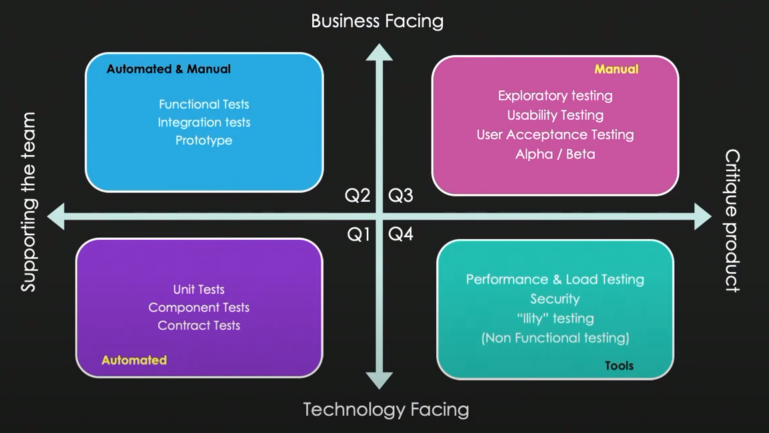 Business Facing
Automated & Manual
Functional Tests
Integration tests
Prototype
Manual
Exploratory testing
Usability Testing
User Acceptance Testing
Alpha / Beta
Supporting the team
Critique product
Q2
Q3
Q1
Q4
Unit Tests
Component Tests
Contract Tests
Automated
Performance & Load Testing
Security
“Ility” testing
(Non Functional testing)
Tools
Technology Facing